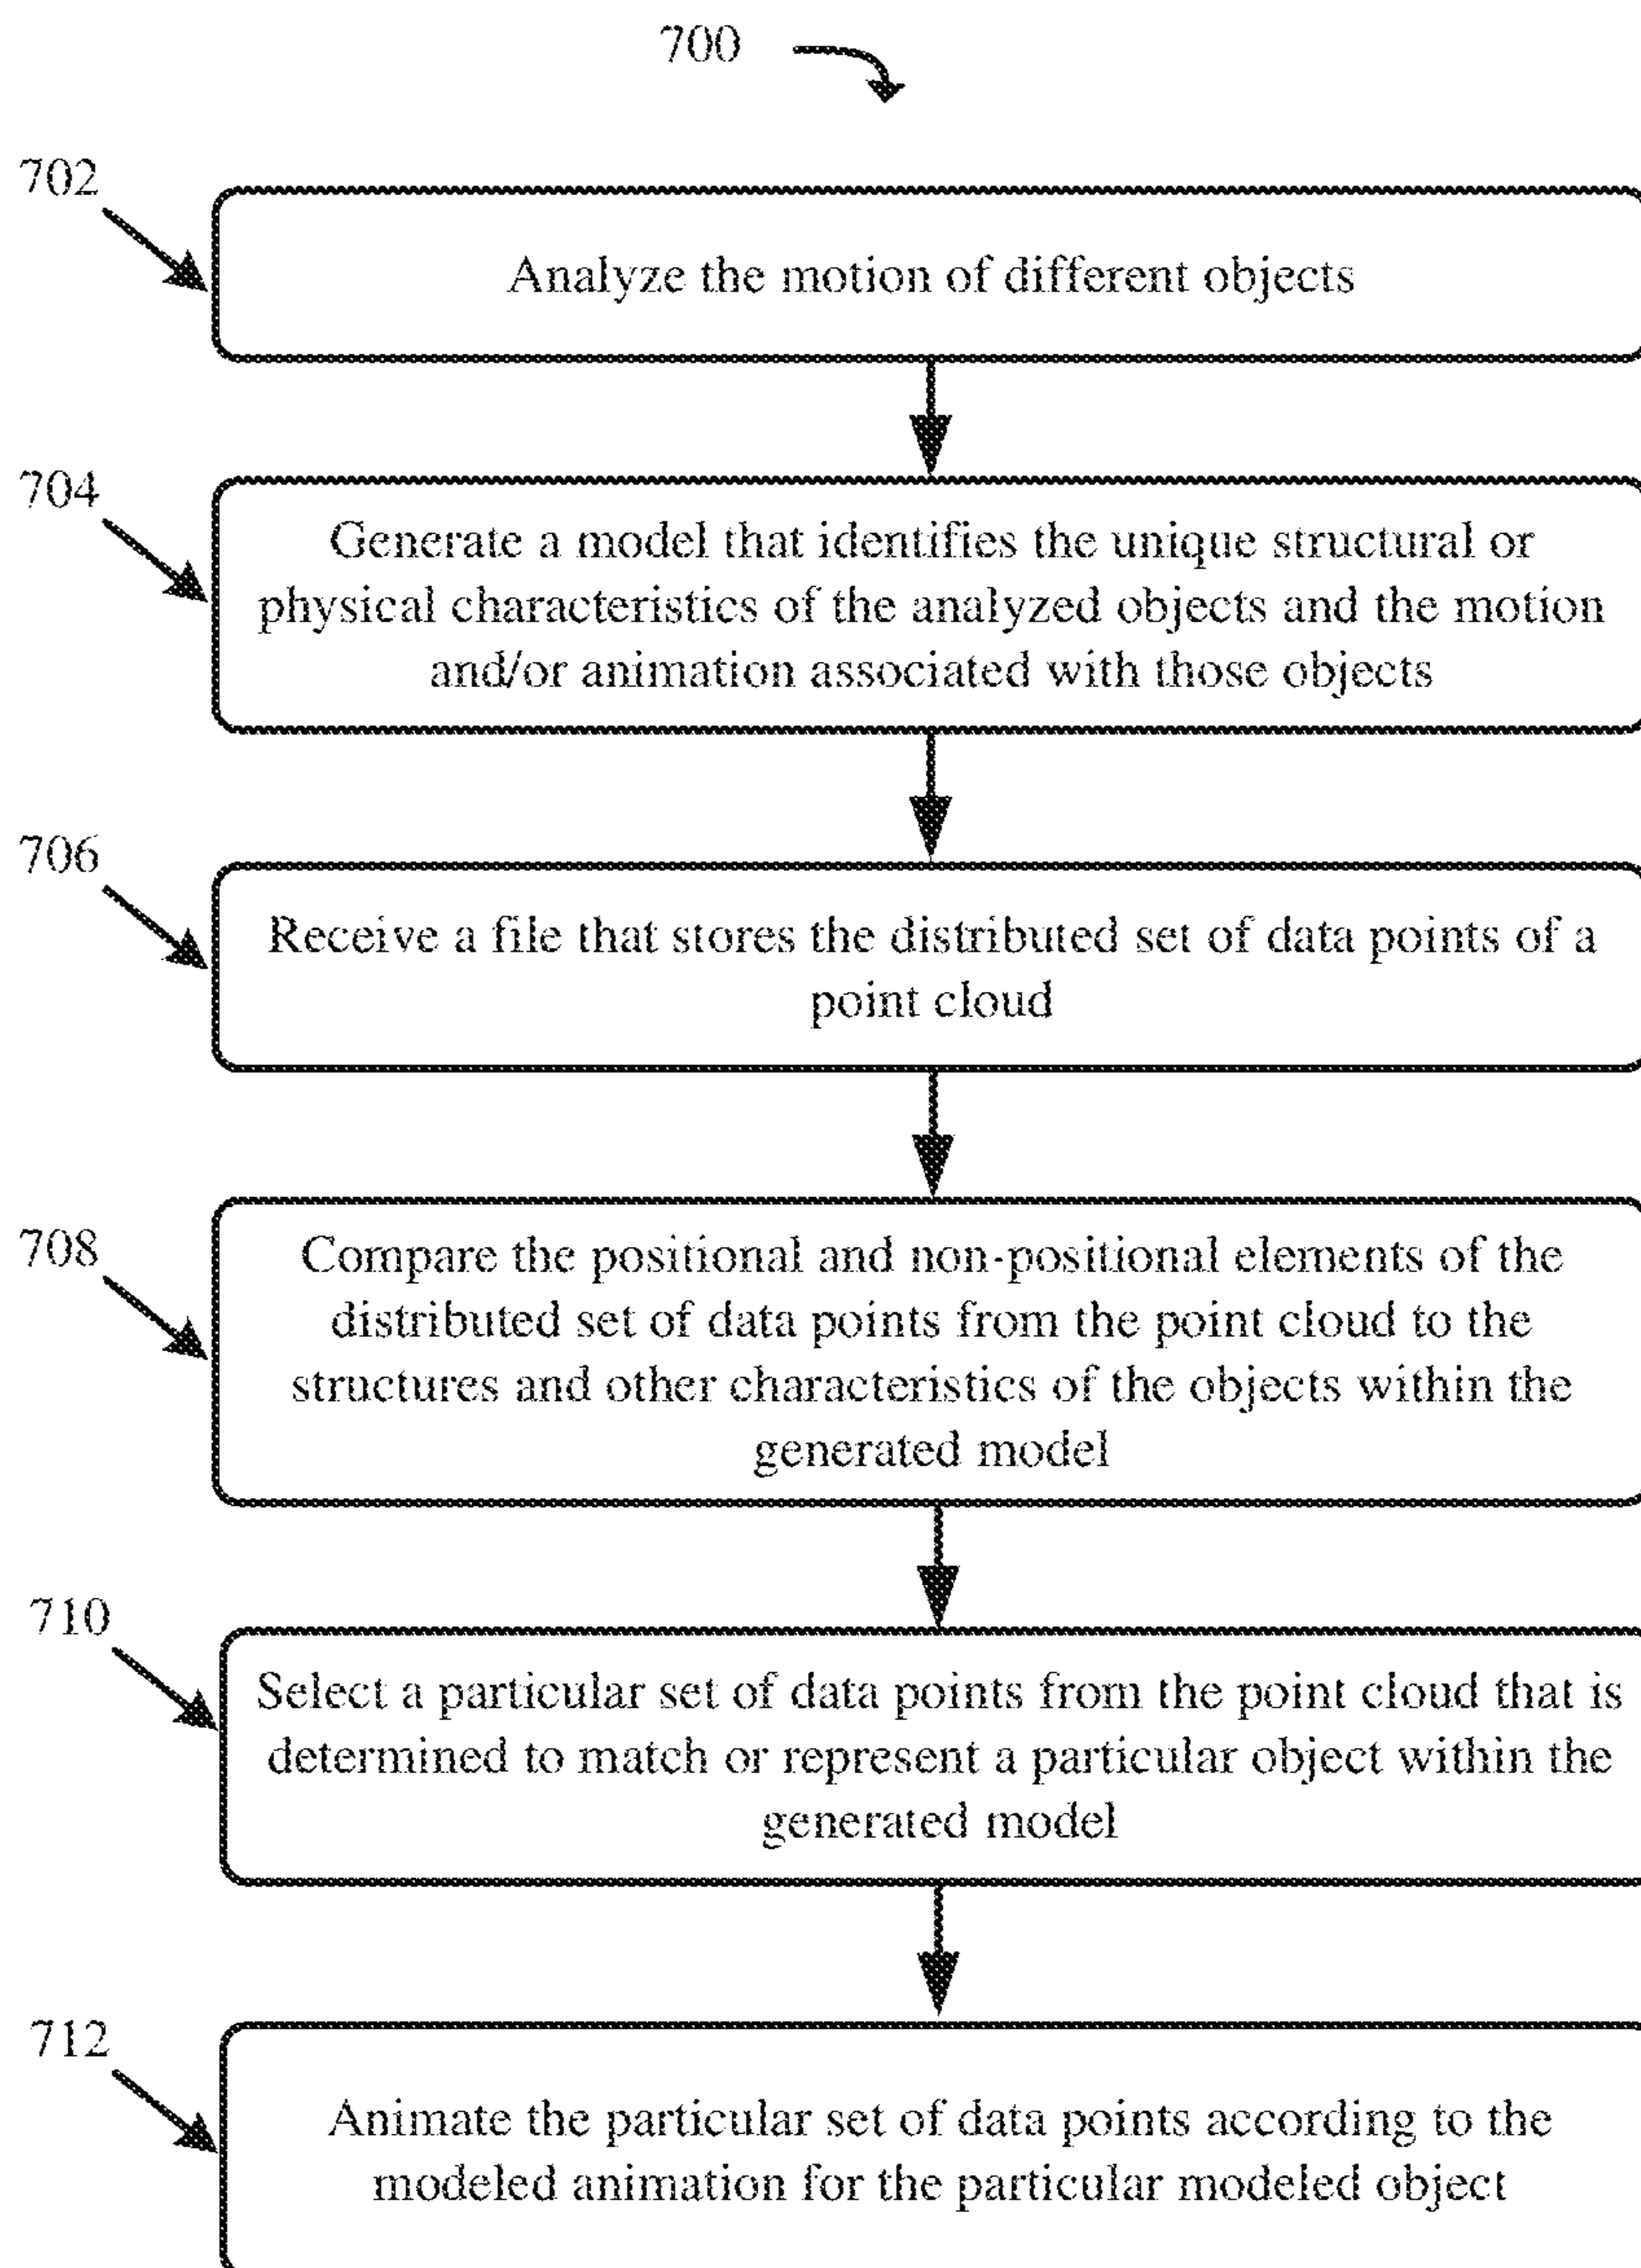 700
702
Analyze the motion of different objects
704
Generate a model that identifies the unique structural or
physical characteristics of the analyzed objects and the motion
and/or animation associated with those objects
706
Receive a file that stores the distributed set of data points of a
point cloud
708
Compare the positional and non-positional elements of the
distributed set of data points from the point cloud to the
structures and other characteristics of the objects within the
generated model
710
Select a particular set of data points from the point cloud that is
determined to match or represent a particular object within the
generated model
712
Animate the particular set of data points according to the
modeled animation for the particular modeled object